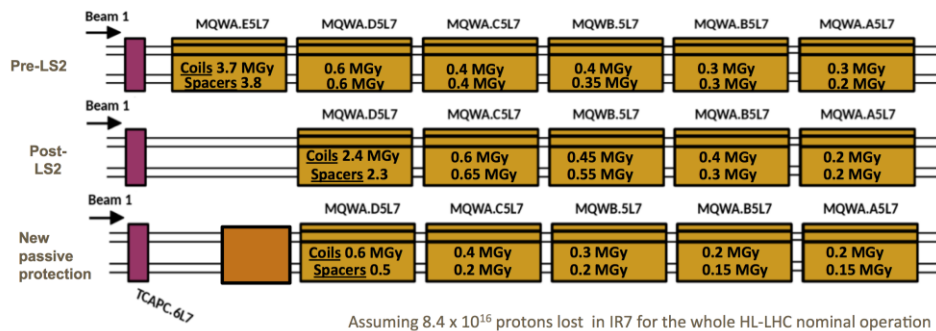 Beam 1
MQWA.E5L7 MQWA.D5L7 MQWA.C5L7 MQWB.5L7 MQWA.B5L7 MQWA.A5L7
Pre-LS2
Coils 3.7 MGy 0.6 MGy 0.4 MGy 0.4 MGy 0.3 MGy 0.3 MGy
Spacers 3.8 0.6 MGy 0.4 MGy 0.35 MGy 0.3 MGy 0.2 MGy
Beam 1
MQWA.D5L7 MQWA.C5L7 MQWB.5L7 MQWA.B5L7 MQWA.A5L7
Post-
LS2
Coils 2.4 MGy 0.6 MGy 0.45 MGy 0.4 MGy 0.2 MGy
Spacers 2.3 0.65 MGy 0.55 MGy 0.3 MGy 0.2 MGy
Beam 1
MQWA.D5L7 MQWA.C5L7 MQWB.5L7 MQWA.B5L7 MQWA.A5L7
New
passive
protection
Coils 0.6 MGy 0.4 MGy 0.3 MGy 0.2 MGy 0.2 MGy
Spacers 0.5 0.2 MGy 0.2 MGy 0.15 MGy 0.15 MGy
TCAPC.6L7
Assuming 8.4 x 10¹⁶ protons lost in IR7 for the whole HL-LHC nominal operation